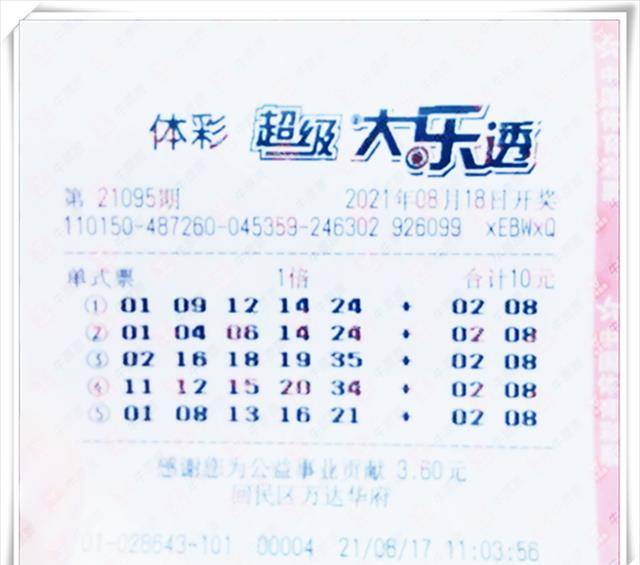 体彩 超级大乐透
第 21095期 2021年08月18日开奖
110150-487260-045359-246302 926099 xEBWxQ
单式票 1倍 合计10元
① 01 09 12 14 24 + 02 08
② 01 04 06 14 24 + 02 08
③ 02 16 18 19 35 + 02 08
④ 11 12 15 20 34 + 02 08
⑤ 01 08 13 16 21 + 02 08
感谢您为公益事业贡献 3.60元
回民区万达华府
01-028643-101 00004 21/08/17 11:03:56